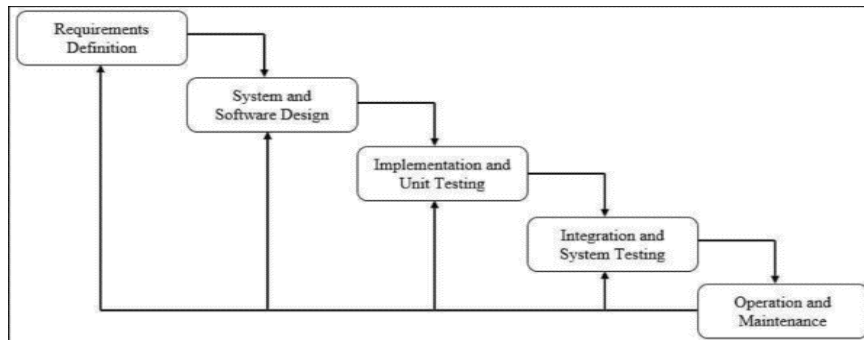 Requirements
Definition
System and
Software Design
Implementation and
Unit Testing
Integration and
System Testing
Operation and
Maintenance